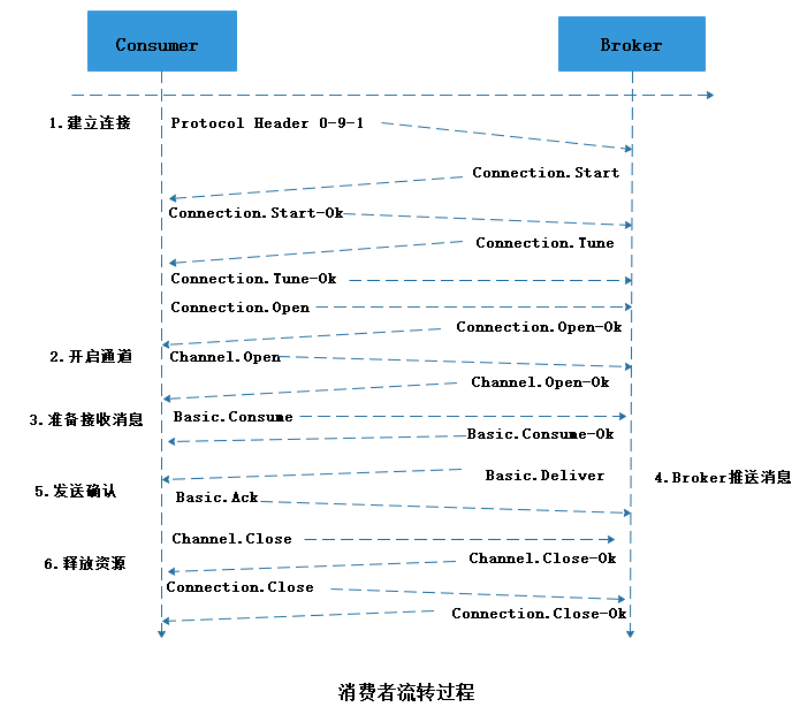 Consumer
Broker
1.建立连接
Protocol Header 0-9-1
Connection.Start
Connection.Start-Ok
Connection.Tune
Connection.Tune-Ok
Connection.Open
Connection.Open-Ok
2.开启通道
Channel.Open
Channel.Open-Ok
3.准备接收消息
Basic.Consume
Basic.Consume-Ok
Basic.Deliver
4.Broker推送消息
5.发送确认
Basic.Ack
Channel.Close
Channel.Close-Ok
6.释放资源
Connection.Close
Connection.Close-Ok
消费者流转过程